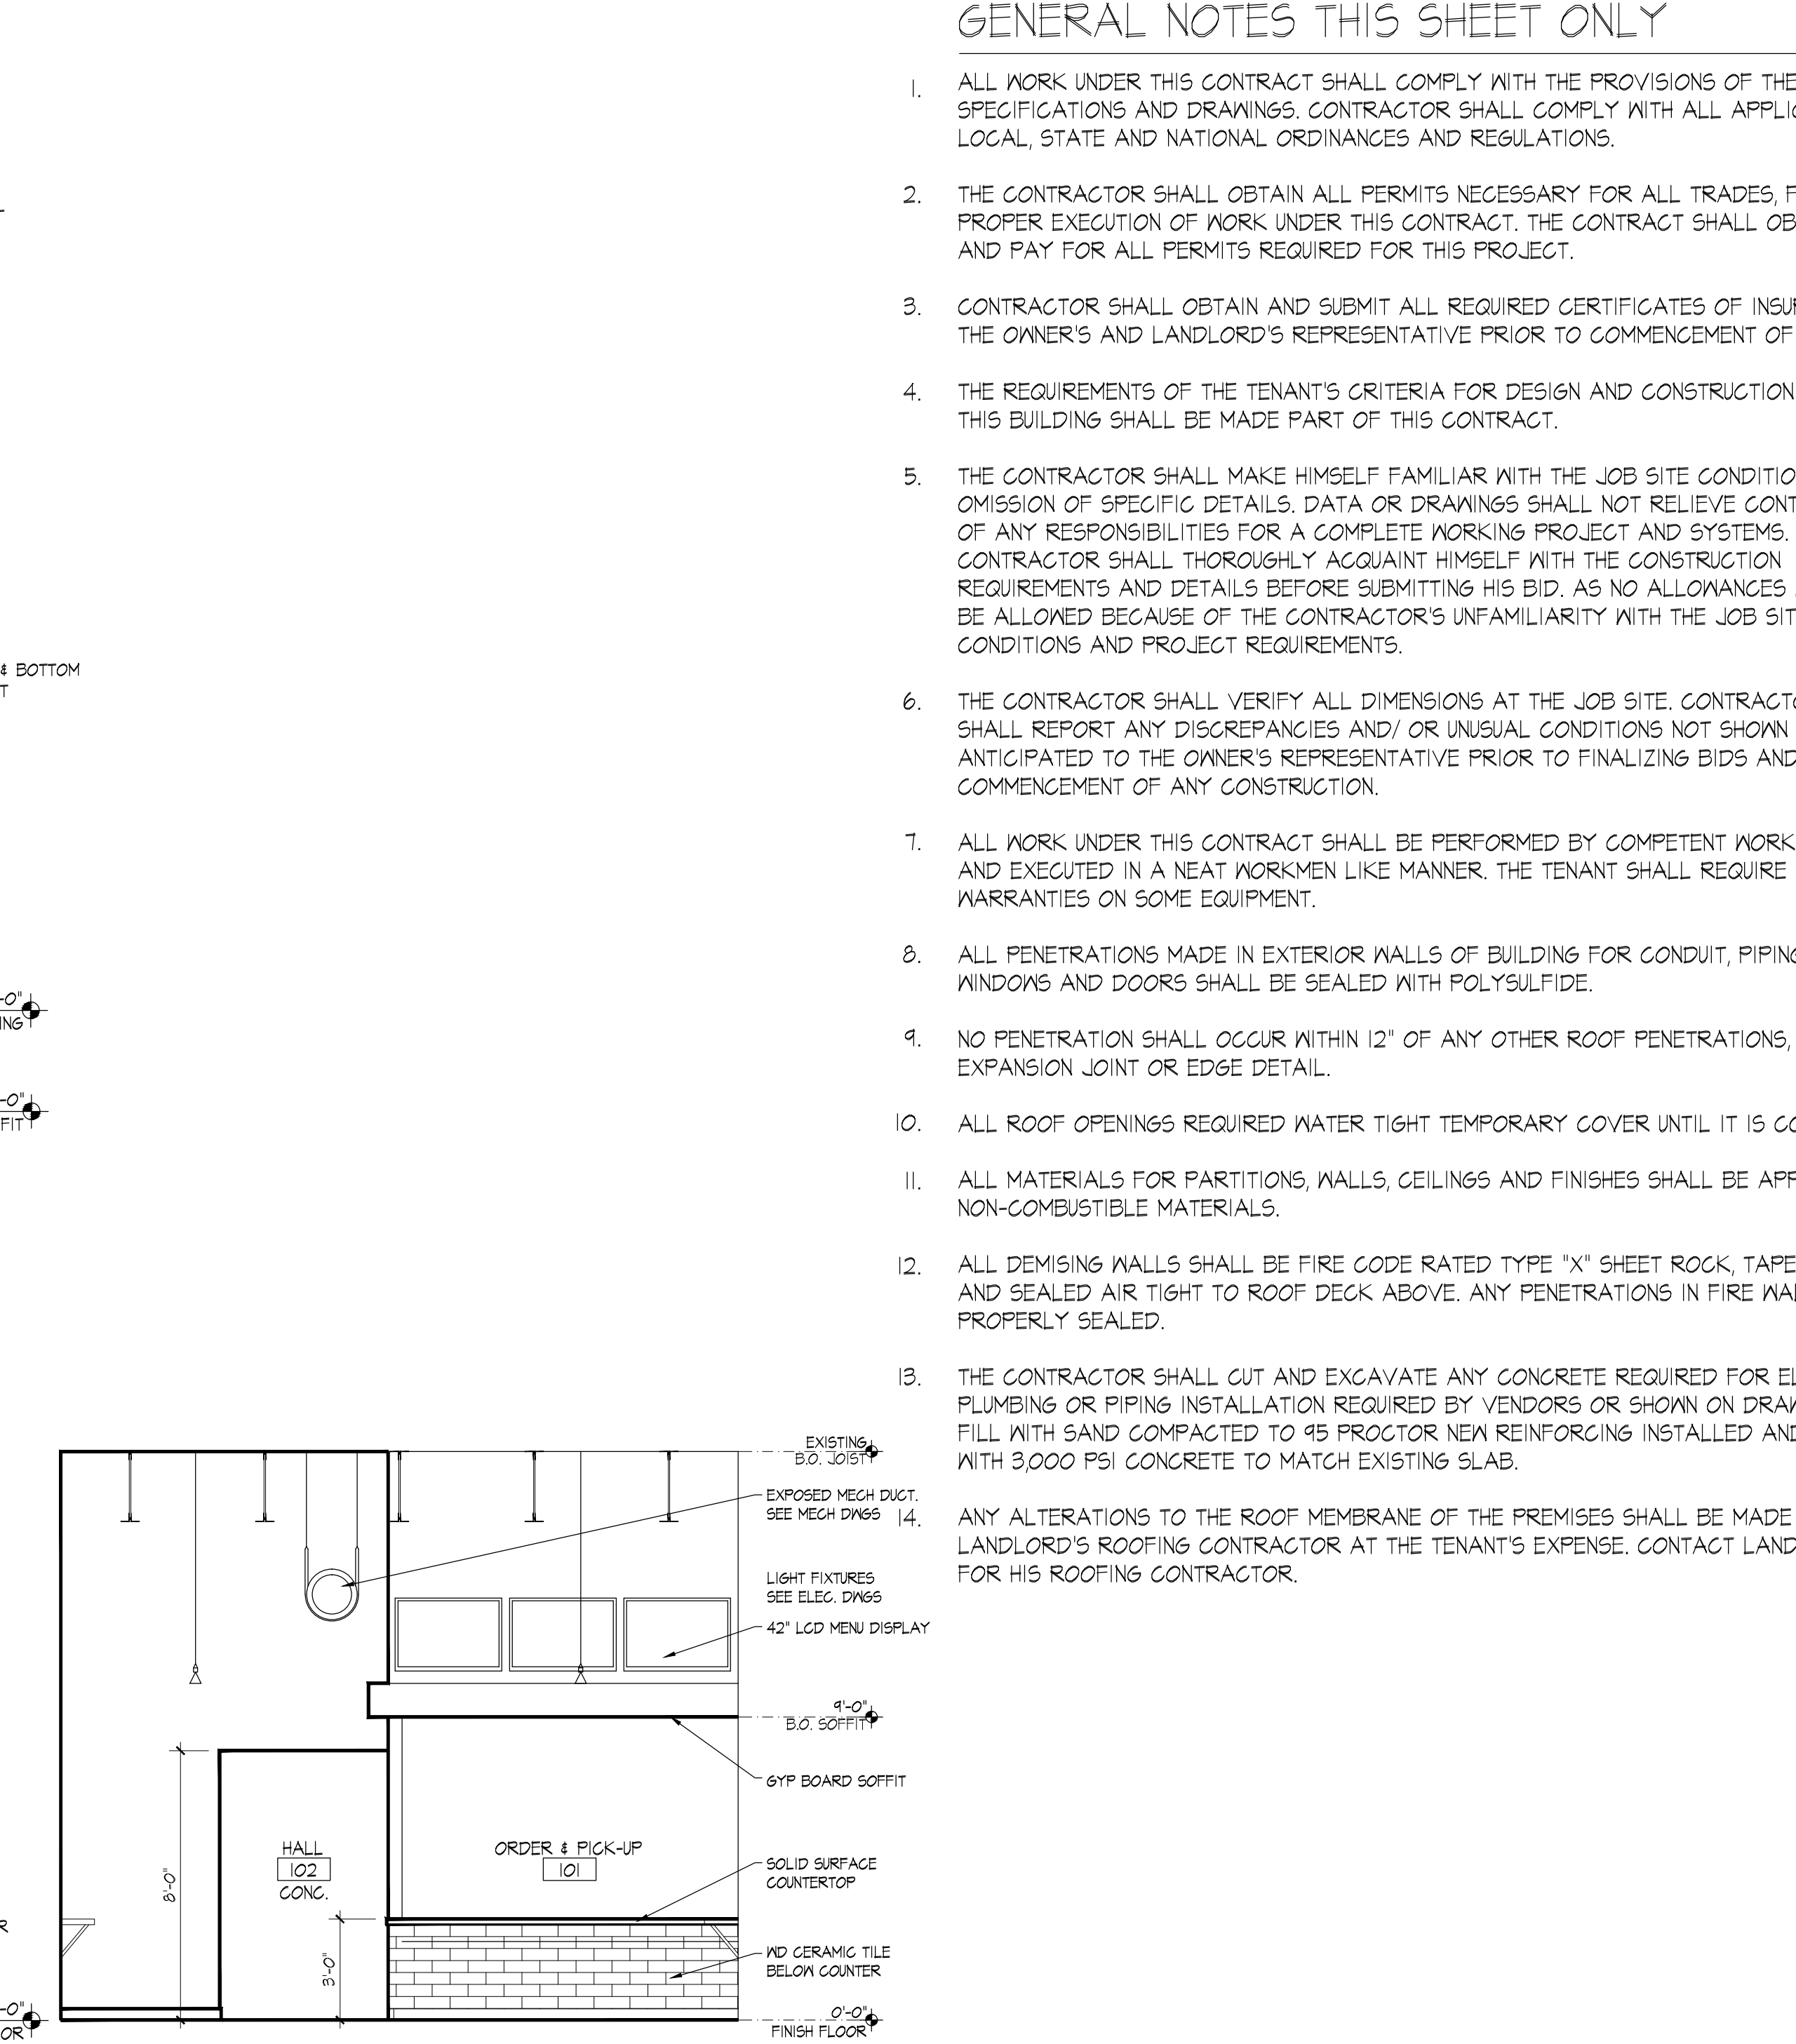 GENERAL NOTES THIS SHEET ONLY
1. ALL WORK UNDER THIS CONTRACT SHALL COMPLY WITH THE PROVISIONS OF THE
SPECIFICATIONS AND DRAWINGS. CONTRACTOR SHALL COMPLY WITH ALL
LOCAL, STATE AND NATIONAL ORDINANCES AND REGULATIONS.
2. THE CONTRACTOR SHALL OBTAIN ALL PERMITS NECESSARY FOR ALL TRADES,
PROPER EXECUTION OF WORK UNDER THIS CONTRACT. THE CONTRACT SHALL
AND PAY FOR ALL PERMITS REQUIRED FOR THIS PROJECT.
3. CONTRACTOR SHALL OBTAIN AND SUBMIT ALL REQUIRED CERTIFICATES OF
THE OWNER'S AND LANDLORD'S REPRESENTATIVE PRIOR TO COMMENCEMENT OF
4. THE REQUIREMENTS OF THE TENANT'S CRITERIA FOR DESIGN AND CONSTRUCTION
THIS BUILDING SHALL BE MADE PART OF THIS CONTRACT.
5. THE CONTRACTOR SHALL MAKE HIMSELF FAMILIAR WITH THE JOB SITE
OMISSION OF SPECIFIC DETAILS. DATA OR DRAWINGS SHALL NOT RELIEVE
OF ANY RESPONSIBILITIES FOR A COMPLETE WORKING PROJECT AND SYSTEMS.
CONTRACTOR SHALL THOROUGHLY ACQUAINT HIMSELF WITH THE CONSTRUCTION
REQUIREMENTS AND DETAILS BEFORE SUBMITTING HIS BID. AS NO ALLOWANCES
BE ALLOWED BECAUSE OF THE CONTRACTOR'S UNFAMILIARITY WITH THE JOB
CONDITIONS AND PROJECT REQUIREMENTS.
6. THE CONTRACTOR SHALL VERIFY ALL DIMENSIONS AT THE JOB SITE.
SHALL REPORT ANY DISCREPANCIES AND/ OR UNUSUAL CONDITIONS NOT SHOWN
ANTICIPATED TO THE OWNER'S REPRESENTATIVE PRIOR TO FINALIZING BIDS AND
COMMENCEMENT OF ANY CONSTRUCTION.
7. ALL WORK UNDER THIS CONTRACT SHALL BE PERFORMED BY COMPETENT
AND EXECUTED IN A NEAT WORKMEN LIKE MANNER. THE TENANT SHALL REQUIRE
WARRANTIES ON SOME EQUIPMENT.
8. ALL PENETRATIONS MADE IN EXTERIOR WALLS OF BUILDING FOR CONDUIT, PIPING
WINDOWS AND DOORS SHALL BE SEALED WITH POLYSULFIDE.
9. NO PENETRATION SHALL OCCUR WITHIN 12" OF ANY OTHER ROOF PENETRATIONS,
EXPANSION JOINT OR EDGE DETAIL.
10. ALL ROOF OPENINGS REQUIRED WATER TIGHT TEMPORARY COVER UNTIL IT IS
11. ALL MATERIALS FOR PARTITIONS, WALLS, CEILINGS AND FINISHES SHALL BE
NON-COMBUSTIBLE MATERIALS.
12. ALL DEMISING WALLS SHALL BE FIRE CODE RATED TYPE "X" SHEET ROCK,
AND SEALED AIR TIGHT TO ROOF DECK ABOVE. ANY PENETRATIONS IN FIRE
PROPERLY SEALED.
13. THE CONTRACTOR SHALL CUT AND EXCAVATE ANY CONCRETE REQUIRED FOR
PLUMBING OR PIPING INSTALLATION REQUIRED BY VENDORS OR SHOWN ON
FILL WITH SAND COMPACTED TO 95 PROCTOR NEW REINFORCING INSTALLED AND
WITH 3,000 PSI CONCRETE TO MATCH EXISTING SLAB.
14. ANY ALTERATIONS TO THE ROOF MEMBRANE OF THE PREMISES SHALL BE MADE
LANDLORD'S ROOFING CONTRACTOR AT THE TENANT'S EXPENSE. CONTACT
FOR HIS ROOFING CONTRACTOR.
& BOTTOM
EXISTING
B.O. JOIST
EXPOSED MECH DUCT.
SEE MECH DWGS
LIGHT FIXTURES
SEE ELEC. DWGS
42" LCD MENU DISPLAY
9'-0"
B.O. SOFFIT
GYP BOARD SOFFIT
HALL
102
CONC.
ORDER & PICK-UP
101
8'-0"
SOLID SURFACE
COUNTERTOP
3'-0"
WD CERAMIC TILE
BELOW COUNTER
0'-0"
FINISH FLOOR